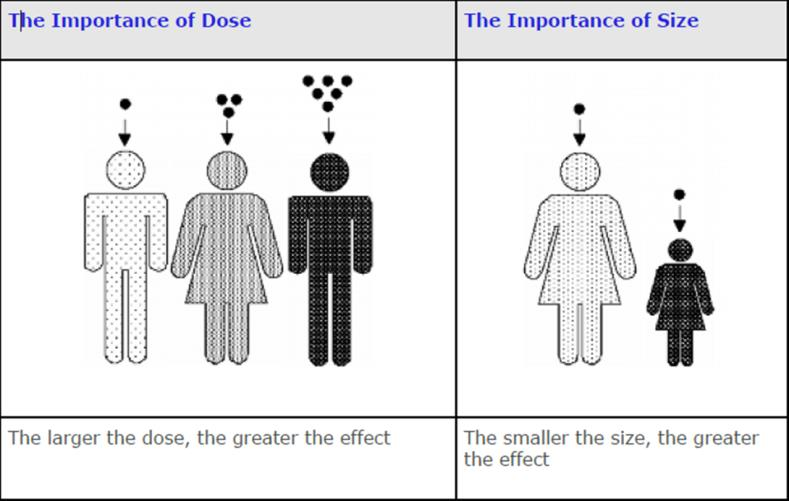 The Importance of Dose
The Importance of Size
The larger the dose, the greater the effect
The smaller the size, the greater
the effect